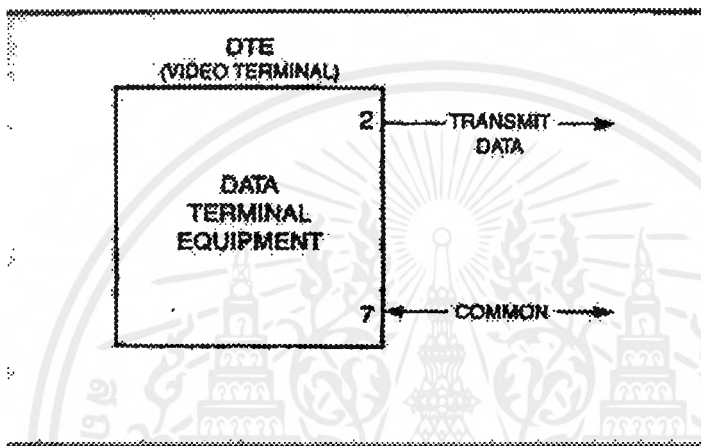 DTE
(VIDEO TERMINAL)
2
TRANSMIT
DATA
DATA
TERMINAL
EQUIPMENT
7
COMMON